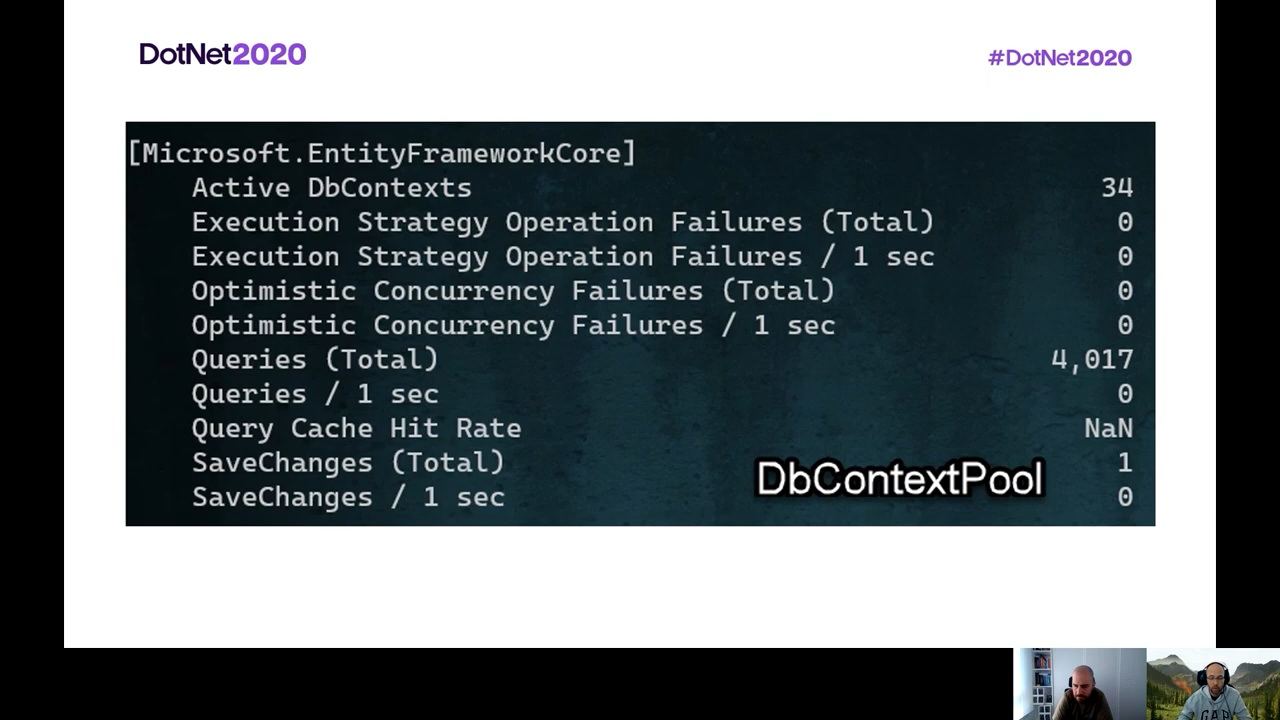 DotNet2020
#DotNet2020
[Microsoft.EntityFrameworkCore]
Active DbContexts 34
Execution Strategy Operation Failures (Total) 0
Execution Strategy Operation Failures / 1 sec 0
Optimistic Concurrency Failures (Total) 0
Optimistic Concurrency Failures / 1 sec 0
Queries (Total) 4,017
Queries / 1 sec 0
Query Cache Hit Rate NaN
SaveChanges (Total) 1
SaveChanges / 1 sec 0
DbContextPool